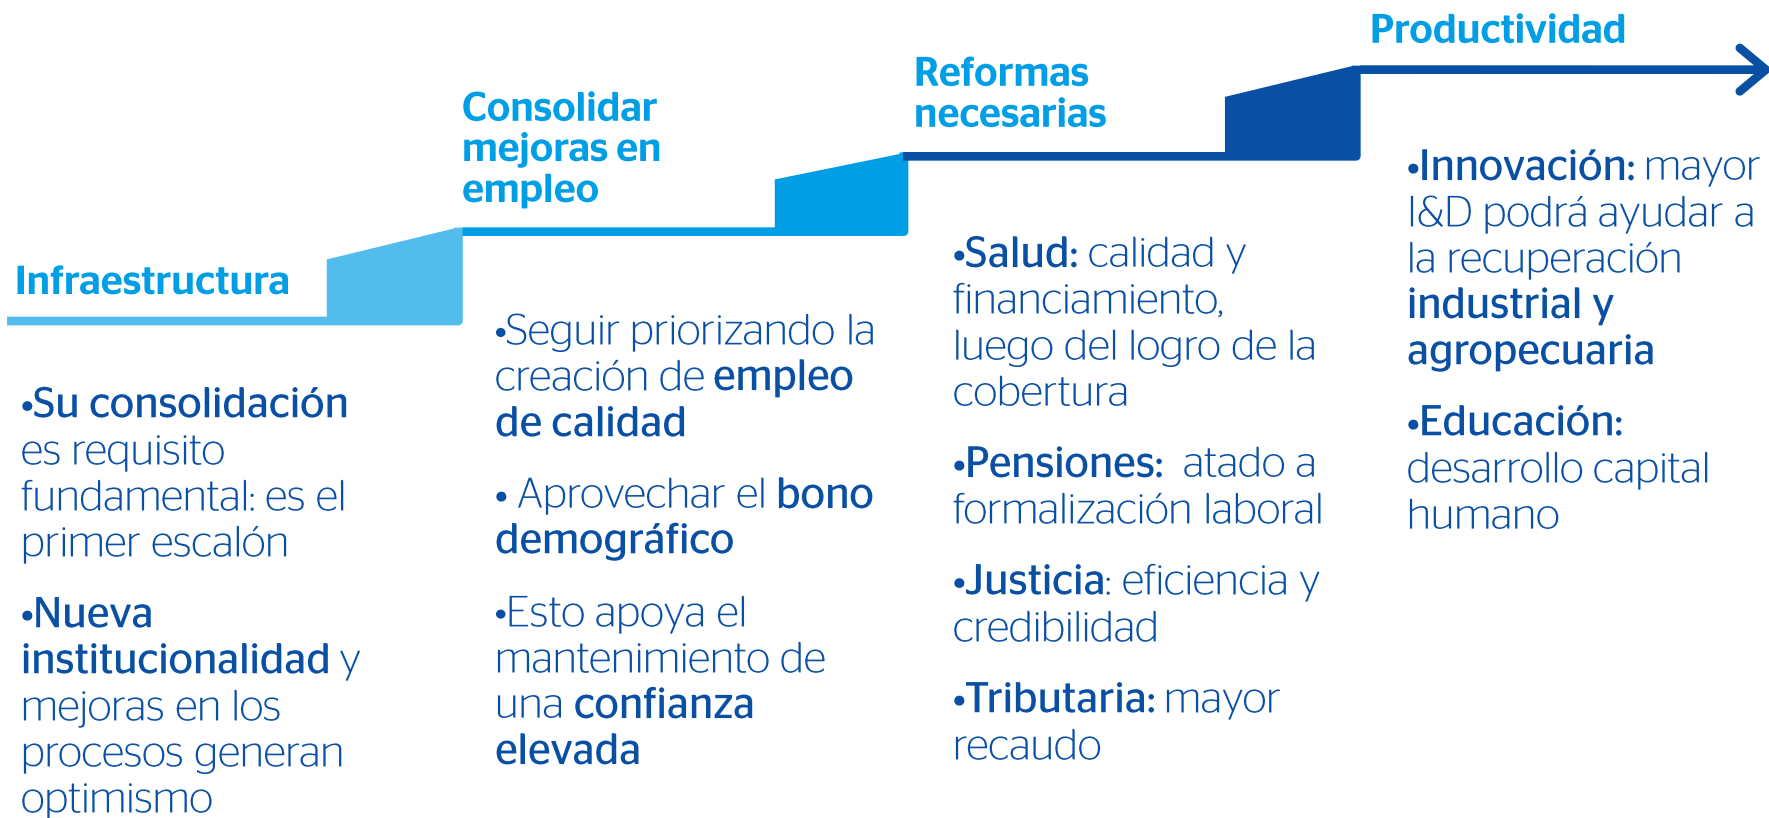 Infraestructura
•Su consolidación
es requisito
fundamental: es el
primer escalón
•Nueva
institucionalidad y
mejoras en los
procesos generan
optimismo
Consolidar
mejoras en
empleo
•Seguir priorizando la
creación de empleo
de calidad
• Aprovechar el bono
demográfico
•Esto apoya el
mantenimiento de
una confianza
elevada
Reformas
necesarias
•Salud: calidad y
financiamiento,
luego del logro de la
cobertura
•Pensiones: atado a
formalización laboral
•Justicia: eficiencia y
credibilidad
•Tributaria: mayor
recaudo
Productividad
•Innovación: mayor
I&D podrá ayudar a
la recuperación
industrial y
agropecuaria
•Educación:
desarrollo capital
humano